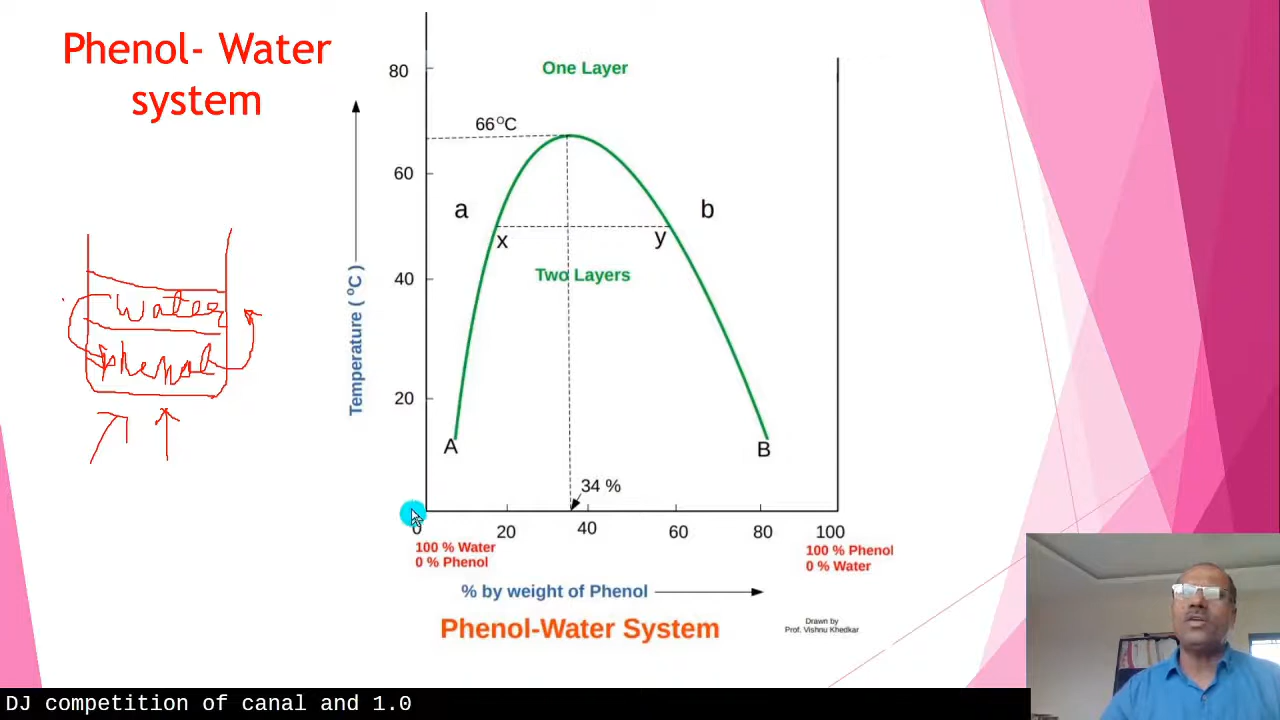 Phenol- Water
system
One Layer
80
66°C
60
a
b
x
y
Two Layers
40
Temperature ( °C )
20
A
B
34 %
0
20
40
60
80
100
100 % Water
0 % Phenol
100 % Phenol
0 % Water
% by weight of Phenol
Phenol-Water System
Drawn by
Prof. Vishnu Khedkar
water
phenol
DJ competition of canal and 1.0